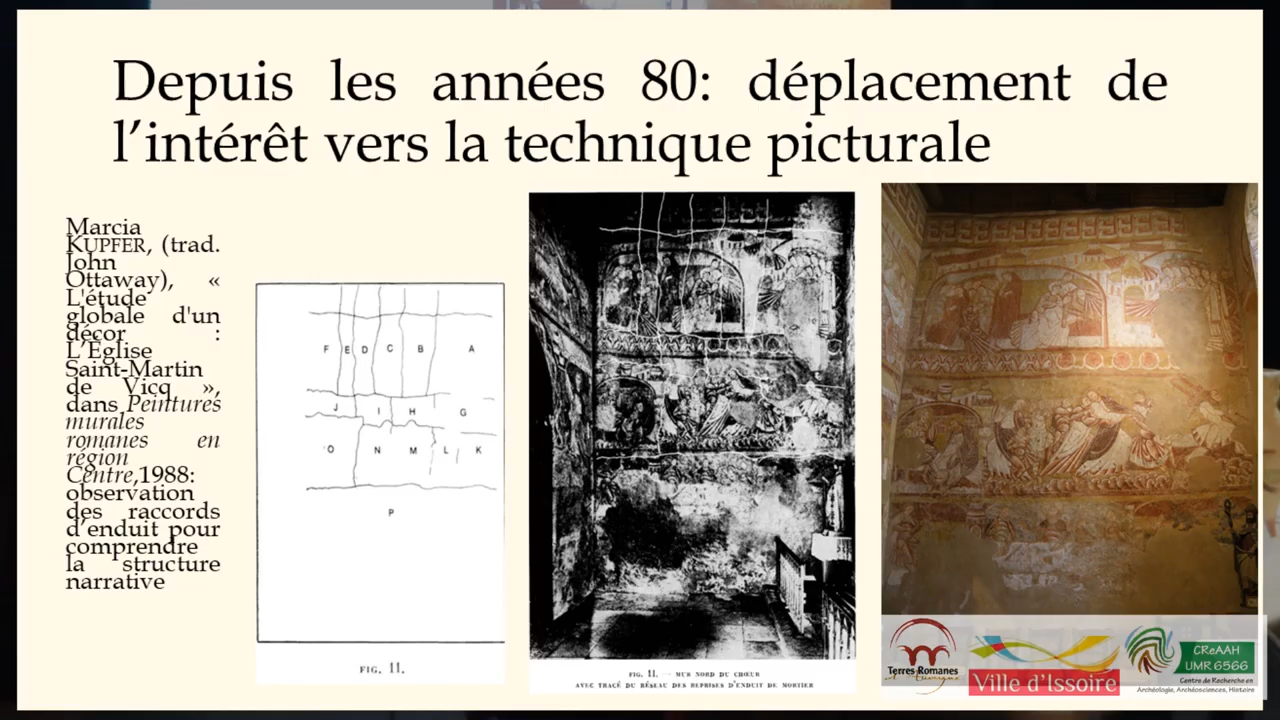 Depuis les années 80: déplacement de
l’intérêt vers la technique picturale
Marcia
KUPFER, (trad.
John
Ottaway), «
L'étude
globale d'un
décor :
L’Eglise
Saint-Martin
de Vicq »,
dans Peintures
murales
romanes en
région
Centre,1988:
observation
des raccords
d’enduit pour
comprendre
la structure
narrative
F E D C B A
J I H G
O N M L K
P
FIG. 11.
FIG. 11. — MUR NORD DU CHŒUR
AVEC TRACÉ DU RÉSEAU DES REPRISES D'ENDUIT DE MORTIER
Terres Romanes
Auvergne
Ville d’Issoire
CReAAH
UMR 6566
Centre de Recherche en
Archéologie, Archéosciences, Histoire